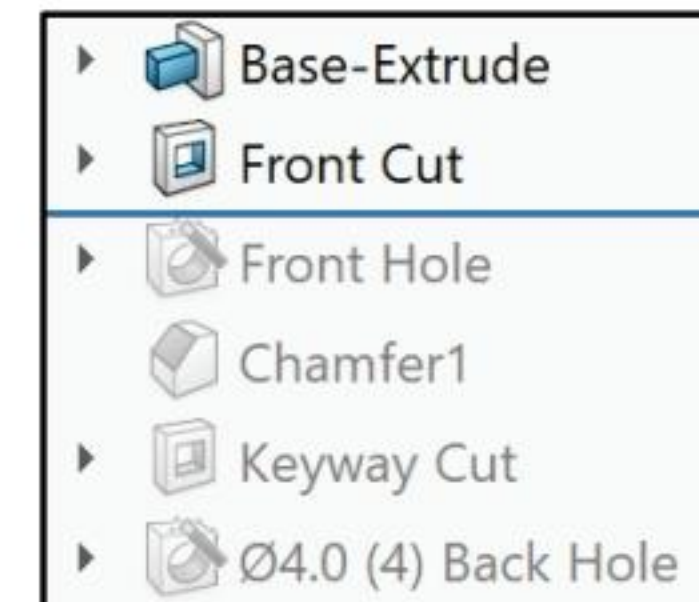 Base-Extrude
Front Cut
Front Hole
Chamfer1
Keyway Cut
Ø4.0 (4) Back Hole